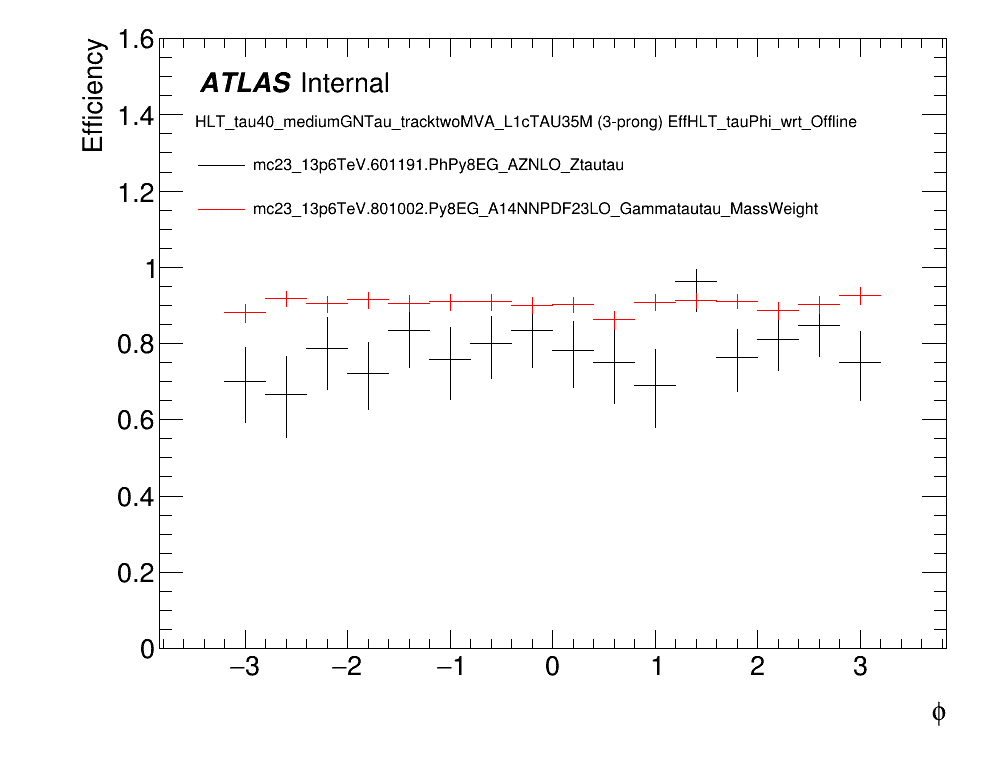 Efficiency
1.6
1.4
1.2
1
0.8
0.6
0.4
0.2
0
ATLAS Internal
HLT_tau40_mediumGNTau_tracktwoMVA_L1cTAU35M (3-prong) EffHLT_tauPhi_wrt_Offline
mc23_13p6TeV.601191.PhPy8EG_AZNLO_Ztautau
mc23_13p6TeV.801002.Py8EG_A14NNPDF23LO_Gammatautau_MassWeight
−3 −2 −1 0 1 2 3
ϕ